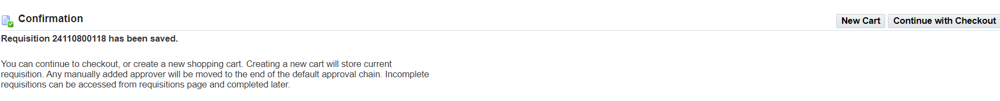 Confirmation
New Cart
Continue with Checkout
Requisition 24110800118 has been saved.
You can continue to checkout, or create a new shopping cart. Creating a new cart will store current
requisition. Any manually added approver will be moved to the end of the default approval chain. Incomplete
requisitions can be accessed from requisitions page and completed later.